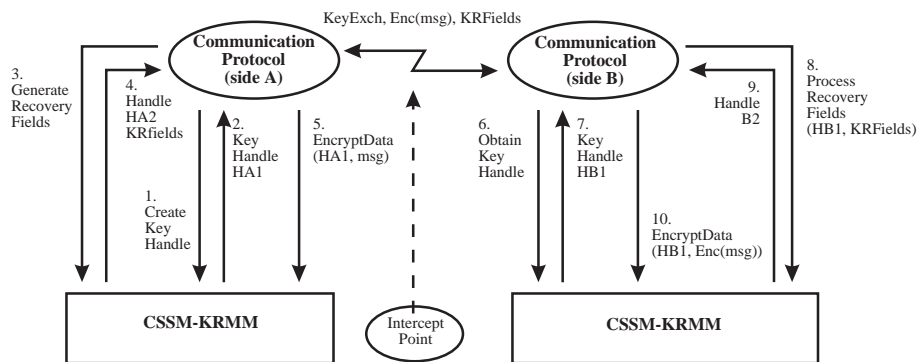 KeyExch, Enc(msg), KRFields
Communication
Protocol
(side A)
Communication
Protocol
(side B)
3.
Generate
Recovery
Fields
4.
Handle
HA2
KRfields
1.
Create
Key
Handle
2.
Key
Handle
HA1
5.
EncryptData
(HA1, msg)
6.
Obtain
Key
Handle
7.
Key
Handle
HB1
10.
EncryptData
(HB1, Enc(msg))
9.
Handle
B2
8.
Process
Recovery
Fields
(HB1, KRFields)
CSSM-KRMM
Intercept
Point
CSSM-KRMM